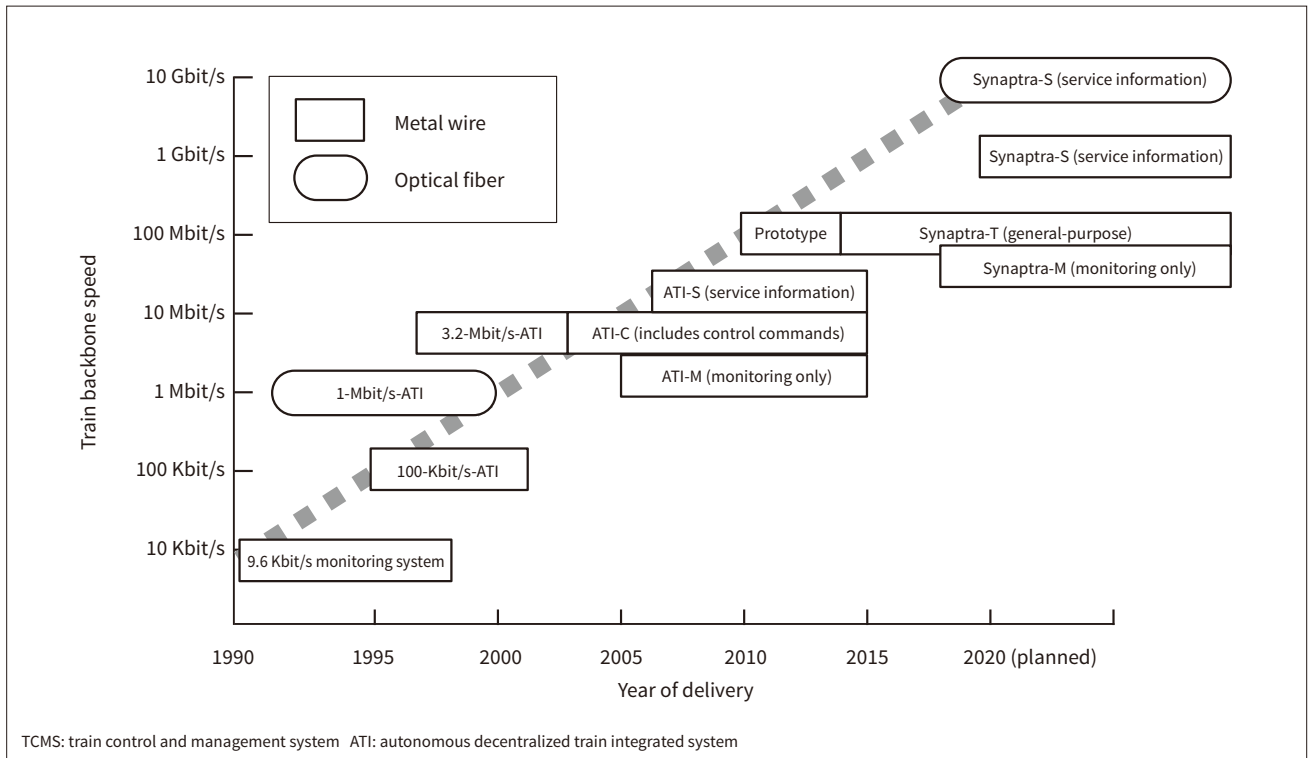 10 Gbit/s
Synaptra-S (service information)
Metal wire
1 Gbit/s
Synaptra-S (service information)
Optical fiber
100 Mbit/s
Prototype
Synaptra-T (general-purpose)
Synaptra-M (monitoring only)
ATI-S (service information)
10 Mbit/s
3.2-Mbit/s-ATI
ATI-C (includes control commands)
ATI-M (monitoring only)
1 Mbit/s
1-Mbit/s-ATI
Train backbone speed
100 Kbit/s
100-Kbit/s-ATI
10 Kbit/s
9.6 Kbit/s monitoring system
1990 1995 2000 2005 2010 2015 2020 (planned)
Year of delivery
TCMS: train control and management system ATI: autonomous decentralized train integrated system